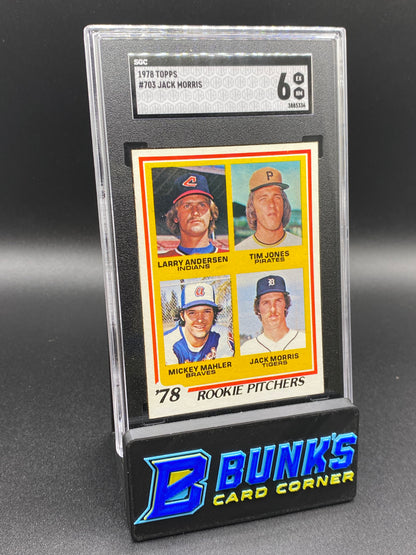 SGC
1978 TOPPS
#703 JACK MORRIS
6
EX
NM
3885334
C
P
LARRY ANDERSEN
INDIANS
TIM JONES
PIRATES
D
MICKEY MAHLER
BRAVES
JACK MORRIS
TIGERS
'78 ROOKIE PITCHERS
B BUNK'S
CARD CORNER